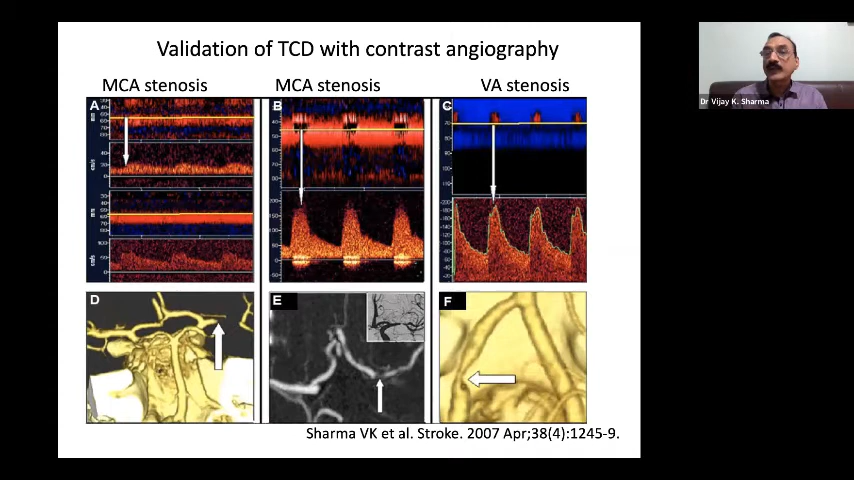 Validation of TCD with contrast angiography
MCA stenosis MCA stenosis VA stenosis
A B C
D E F
Sharma VK et al. Stroke. 2007 Apr;38(4):1245-9.
Dr Vijay K. Sharma